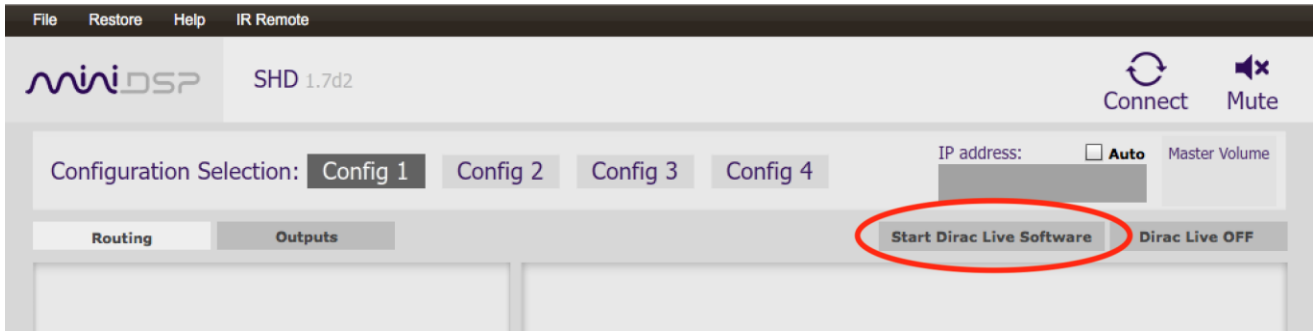 File Restore Help IR Remote
miniDSP SHD 1.7d2
Connect Mute
Configuration Selection: Config 1 Config 2 Config 3 Config 4
IP address: Auto Master Volume
Routing Outputs Start Dirac Live Software Dirac Live OFF